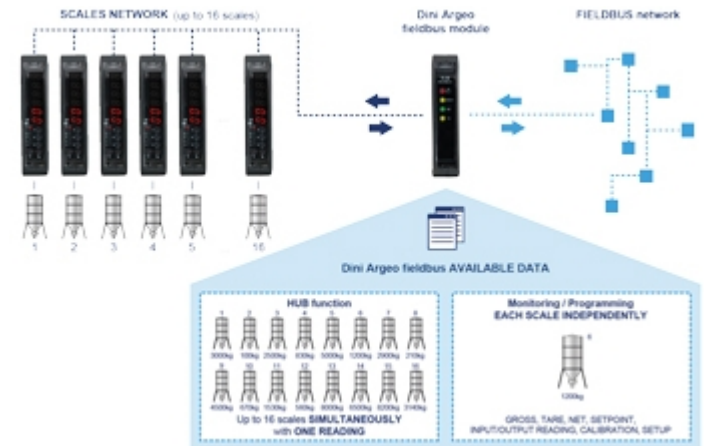 SCALES NETWORK (up to 16 scales)
Dini Argeo
fieldbus module
FIELDBUS network
1 2 3 4 5 16
Dini Argeo fieldbus AVAILABLE DATA
HUB function
1 2 3 4 5 6 7 8
3000kg 100kg 2500kg 830kg 5000kg 1200kg 2900kg 210kg
9 10 11 12 13 14 15 16
4500kg 670kg 1530kg 560kg 9000kg 6500kg 8200kg 3140kg
Up to 16 scales SIMULTANEOUSLY
with ONE READING
Monitoring / Programming
EACH SCALE INDEPENDENTLY
6
1200kg
GROSS, TARE, NET, SETPOINT,
INPUT/OUTPUT READING, CALIBRATION, SETUP